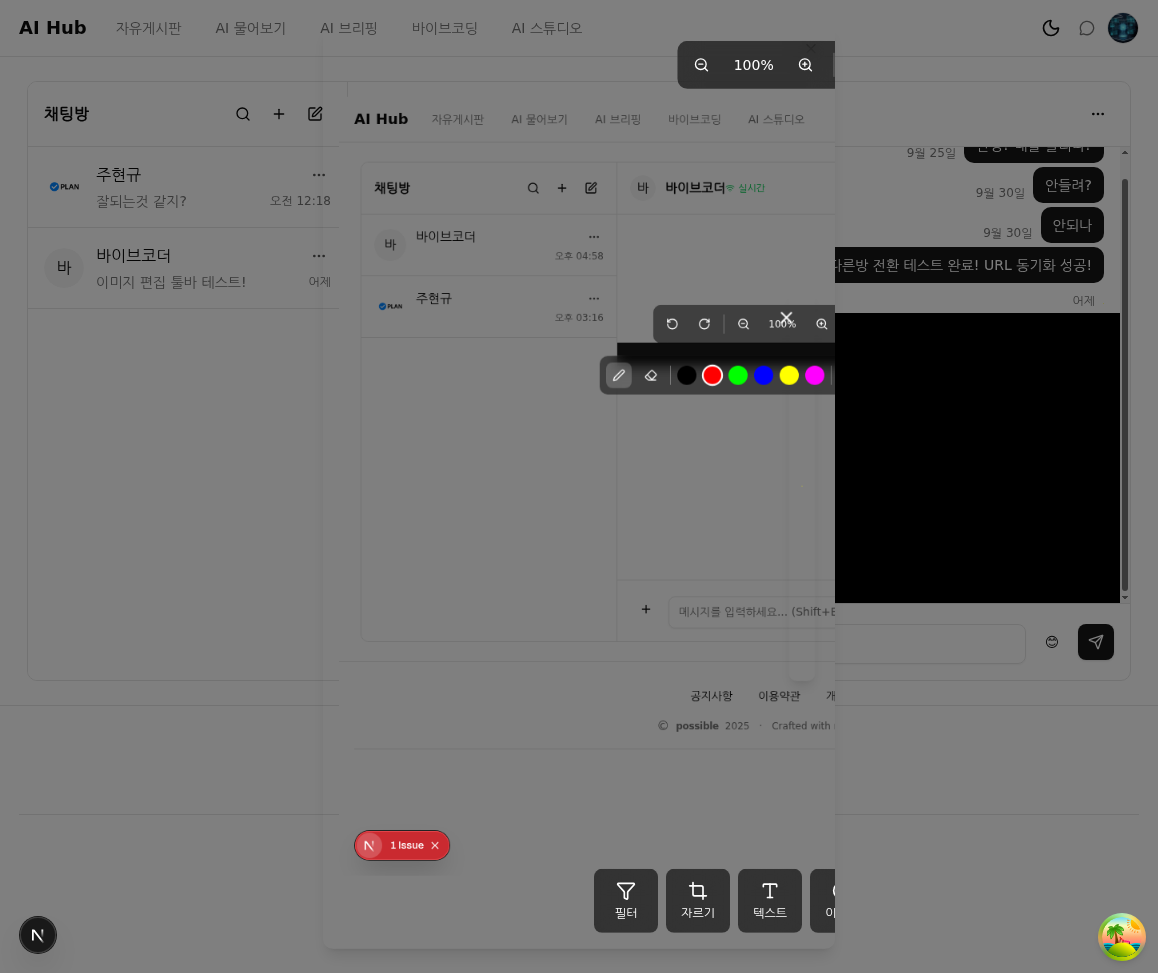 AI Hub 자유게시판 AI 물어보기 AI 브리핑 바이브코딩 AI 스튜디오
100%
채팅방
주현규
잘되는것 같지?
오전 12:18
PLAN
바
바이브코더
이미지 편집 툴바 테스트!
어제
AI Hub 자유게시판 AI 물어보기 AI 브리핑 바이브코딩 AI 스튜디오
채팅방
바 바이브코더 실시간
바 바이브코더
오후 04:58
PLAN 주현규
오후 03:16
100%
메시지를 입력하세요... (Shift+E
공지사항 이용약관
© possible 2025 · Crafted with
N 1 Issue
필터 자르기 텍스트
9월 25일
9월 30일 안들려?
9월 30일 안되나
다른방 전환 테스트 완료! URL 동기화 성공!
어제
N